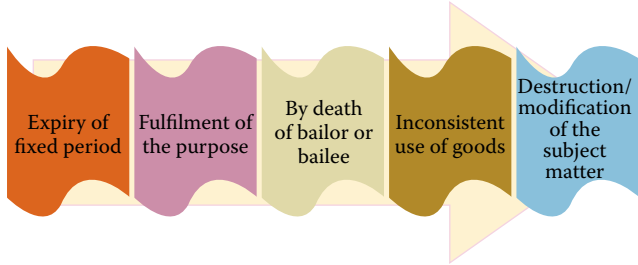 Expiry of
fixed period
Fulfilment of
the purpose
By death
of bailor or
bailee
Inconsistent
use of goods
Destruction/
modification
of the
subject
matter